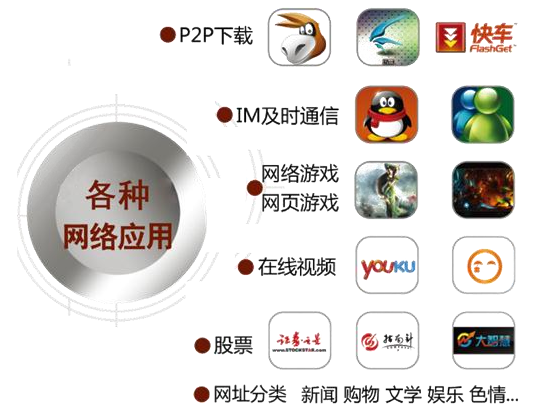 P2P下载
快车
FlashGet
IM及时通信
各种
网络应用
网络游戏
网页游戏
在线视频
YOUKU
股票
证券之星
www.STOCKSTAR.com
指南针
大智慧
网址分类 新闻 购物 文学 娱乐 色情...